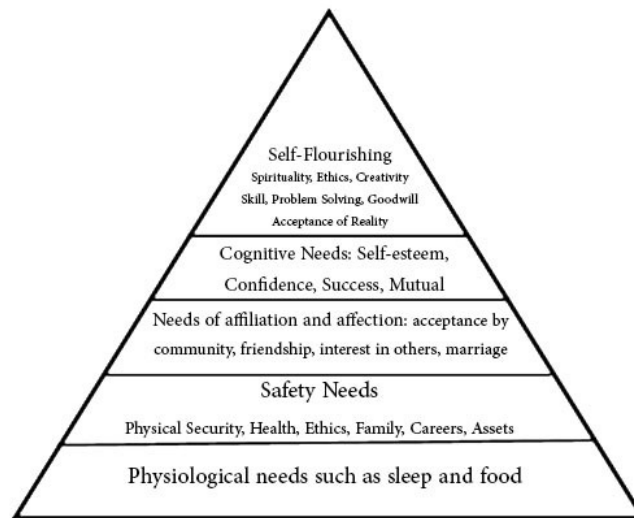 Self-Flourishing
Spirituality, Ethics, Creativity
Skill, Problem Solving, Goodwill
Acceptance of Reality
Cognitive Needs: Self-esteem,
Confidence, Success, Mutual
Needs of affiliation and affection: acceptance by
community, friendship, interest in others, marriage
Safety Needs
Physical Security, Health, Ethics, Family, Careers, Assets
Physiological needs such as sleep and food